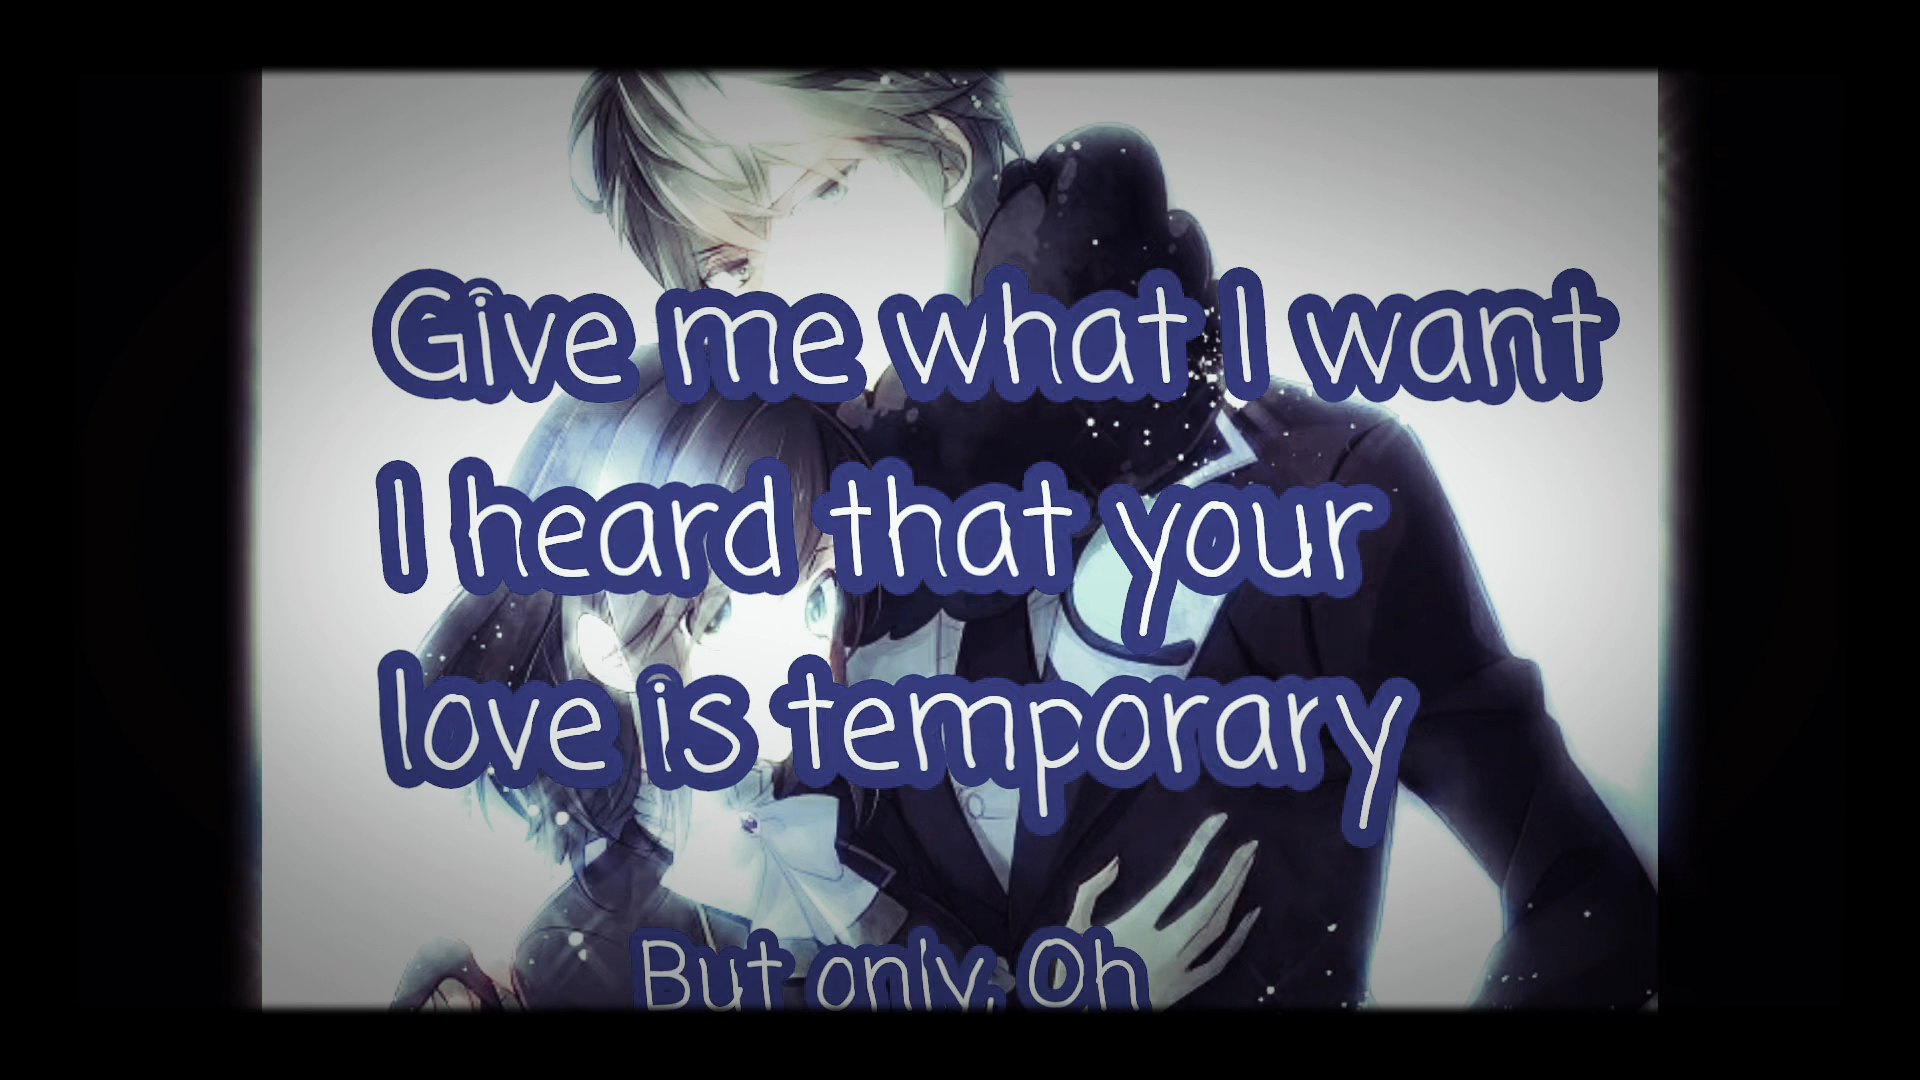 Give me what I want
I heard that your
love is temporary
But only, Oh